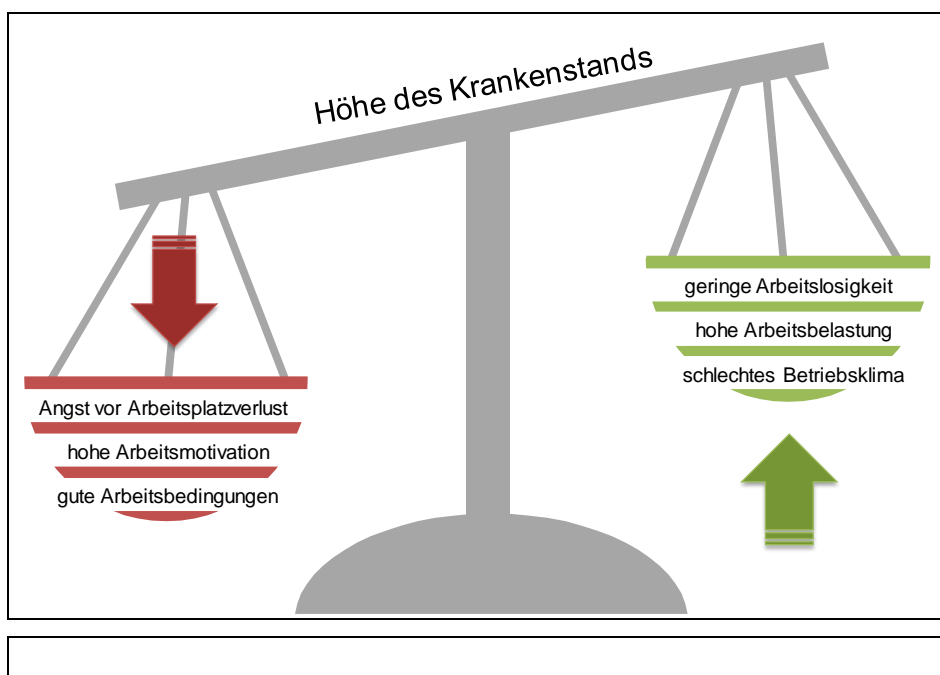 Höhe des Krankenstands
Angst vor Arbeitsplatzverlust
hohe Arbeitsmotivation
gute Arbeitsbedingungen
geringe Arbeitslosigkeit
hohe Arbeitsbelastung
schlechtes Betriebsklima